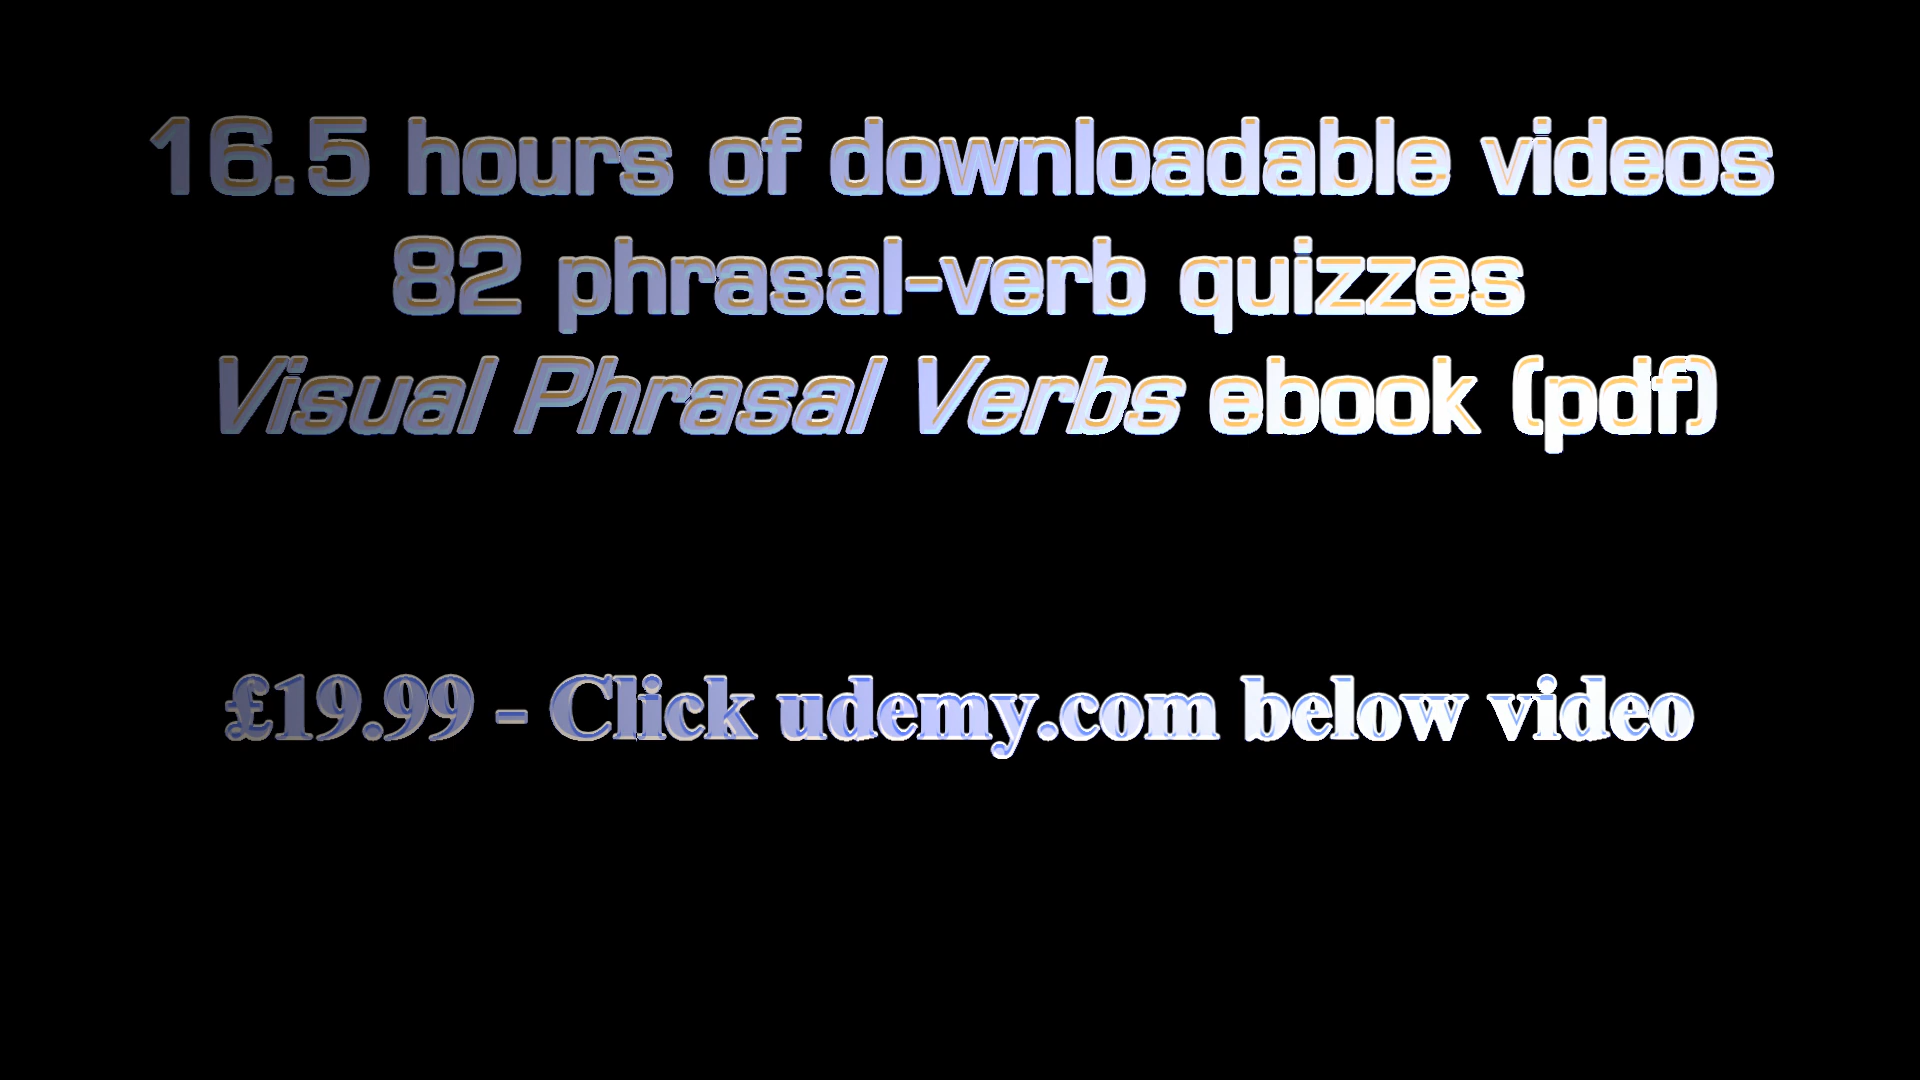 16.5 hours of downloadable videos
82 phrasal-verb quizzes
Visual Phrasal Verbs ebook (pdf)
£19.99 - Click udemy.com below video